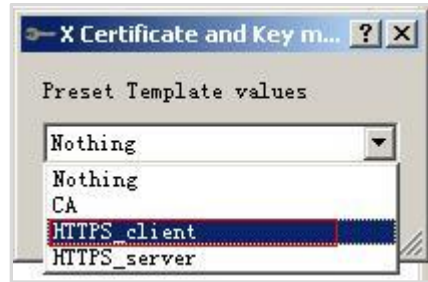 X Certificate and Key m...
Preset Template values
Nothing
Nothing
CA
HTTPS_client
HTTPS_server